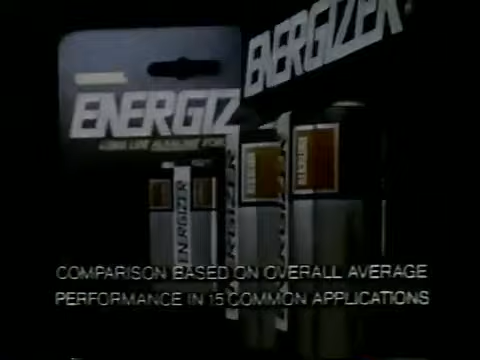 ENERGIZER
ENERGIZ
ENERGIZER
COMPARISON BASED ON OVERALL AVERAGE
PERFORMANCE IN 15 COMMON APPLICATIONS